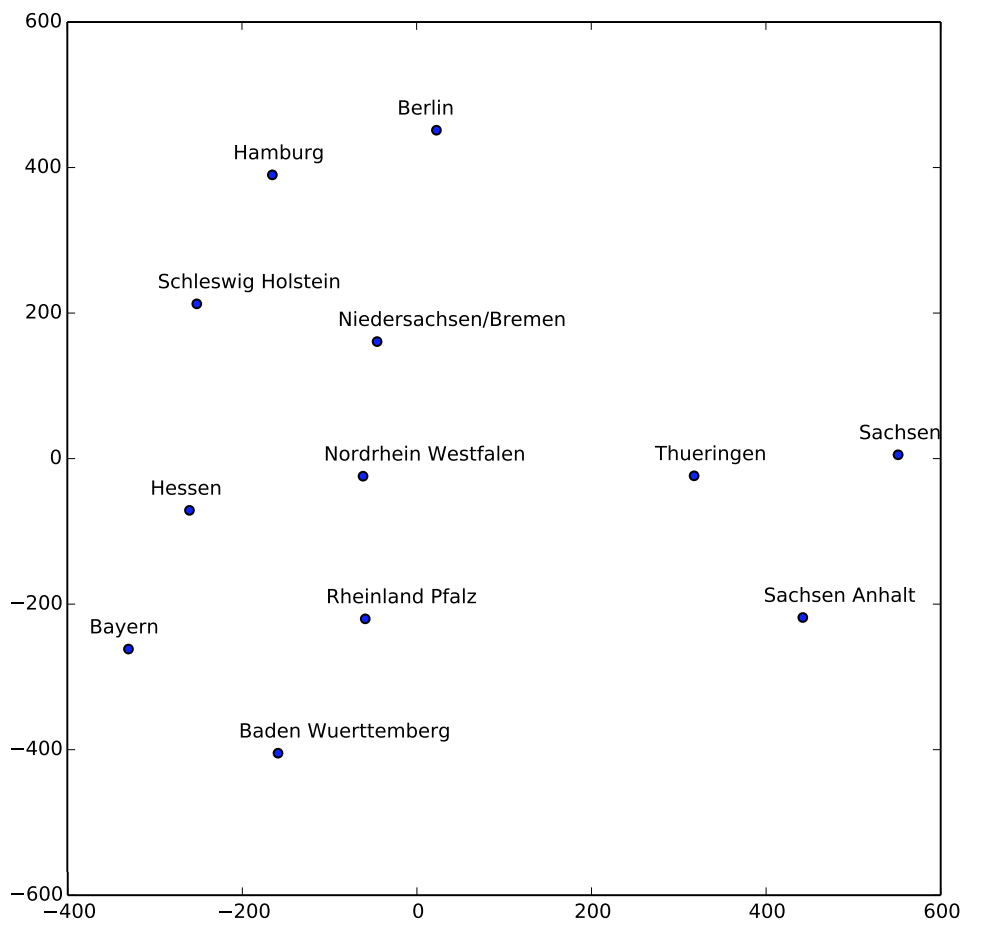 600
Berlin
Hamburg
400
Schleswig Holstein
200
Niedersachsen/Bremen
Sachsen
0
Nordrhein Westfalen
Thueringen
Hessen
−200
Rheinland Pfalz
Sachsen Anhalt
Bayern
Baden Wuerttemberg
−400
−600
−400 −200 0 200 400 600